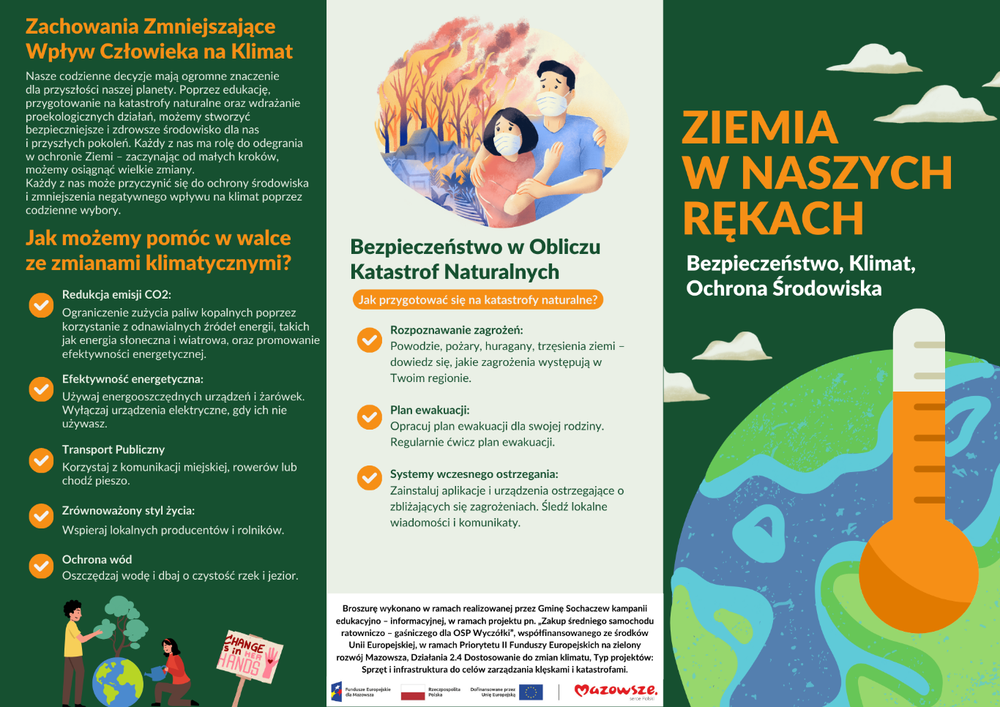 Zachowania Zmniejszające
Wpływ Człowieka na Klimat
Nasze codzienne decyzje mają ogromne znaczenie
dla przyszłości naszej planety. Poprzez edukację,
przygotowanie na katastrofy naturalne oraz wdrażanie
proekologicznych działań, możemy stworzyć
bezpieczniejsze i zdrowsze środowisko dla nas
i przyszłych pokoleń. Każdy z nas ma rolę do odegrania
w ochronie Ziemi – zaczynając od małych kroków,
możemy osiągnąć wielkie zmiany.
Każdy z nas może przyczynić się do ochrony środowiska
i zmniejszenia negatywnego wpływu na klimat poprzez
codzienne wybory.
Jak możemy pomóc w walce
ze zmianami klimatycznymi?
Redukcja emisji CO2:
Ograniczenie zużycia paliw kopalnych poprzez
korzystanie z odnawialnych źródeł energii, takich
jak energia słoneczna i wiatrowa, oraz promowanie
efektywności energetycznej.
Efektywność energetyczna:
Używaj energooszczędnych urządzeń i żarówek.
Wyłączaj urządzenia elektryczne, gdy ich nie
używasz.
Transport Publiczny
Korzystaj z komunikacji miejskiej, rowerów lub
chodź pieszo.
Zrównoważony styl życia:
Wspieraj lokalnych producentów i rolników.
Ochrona wód
Oszczędzaj wodę i dbaj o czystość rzek i jezior.
CHANGE
is in HER
HANDS
Bezpieczeństwo w Obliczu
Katastrof Naturalnych
Jak przygotować się na katastrofy naturalne?
Rozpoznawanie zagrożeń:
Powodzie, pożary, huragany, trzęsienia ziemi –
dowiedz się, jakie zagrożenia występują w
Twoim regionie.
Plan ewakuacji:
Opracuj plan ewakuacji dla swojej rodziny.
Regularnie ćwicz plan ewakuacji.
Systemy wczesnego ostrzegania:
Zainstaluj aplikacje i urządzenia ostrzegające o
zbliżających się zagrożeniach. Śledź lokalne
wiadomości i komunikaty.
Broszurę wykonano w ramach realizowanej przez Gminę Sochaczew kampanii
edukacyjno – informacyjnej, w ramach projektu pn. „Zakup średniego samochodu
ratowniczo – gaśniczego dla OSP Wyczółki”, współfinansowanego ze środków
Unii Europejskiej, w ramach Priorytetu II Funduszy Europejskich na zielony
rozwój Mazowsza, Działania 2.4 Dostosowanie do zmian klimatu, Typ projektów:
Sprzęt i infrastruktura do celów zarządzania klęskami i katastrofami.
Fundusze Europejskie
dla Mazowsza
Rzeczpospolita
Polska
Dofinansowane przez
Unię Europejską
Mazowsze.
serce Polski
ZIEMIA
W NASZYCH
RĘKACH
Bezpieczeństwo, Klimat,
Ochrona Środowiska